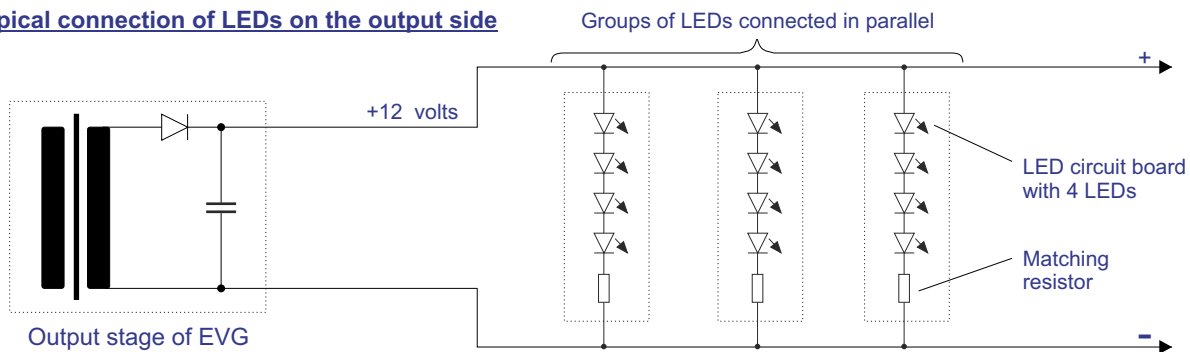 pical connection of LEDs on the output side
Groups of LEDs connected in parallel
+
+12 volts
LED circuit board
with 4 LEDs
Matching
resistor
Output stage of EVG
-